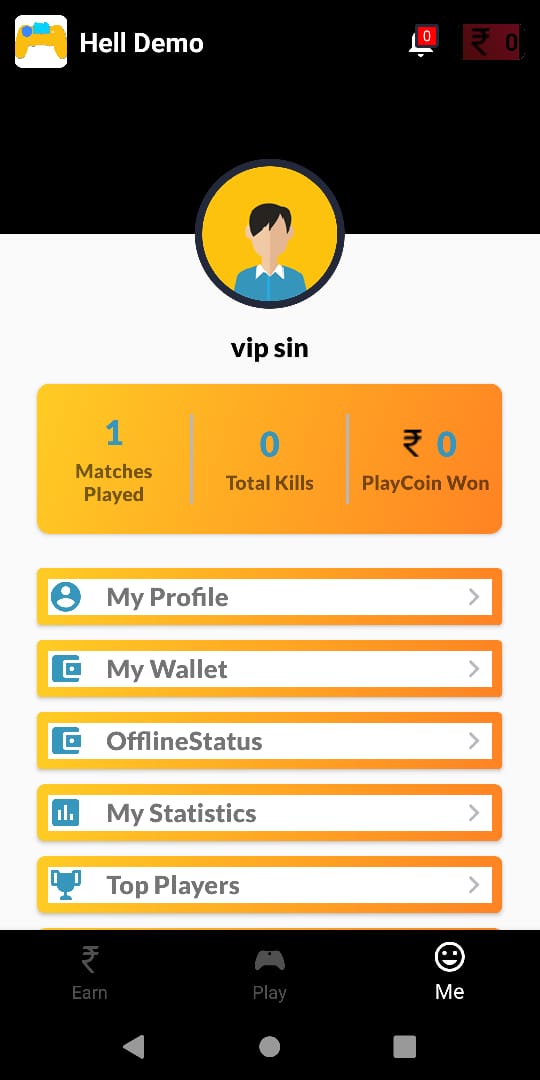 Hell Demo
0
₹ 0
vip sin
1
Matches
Played
0
Total Kills
₹ 0
PlayCoin Won
My Profile
My Wallet
OfflineStatus
My Statistics
Top Players
₹
Earn
Play
Me